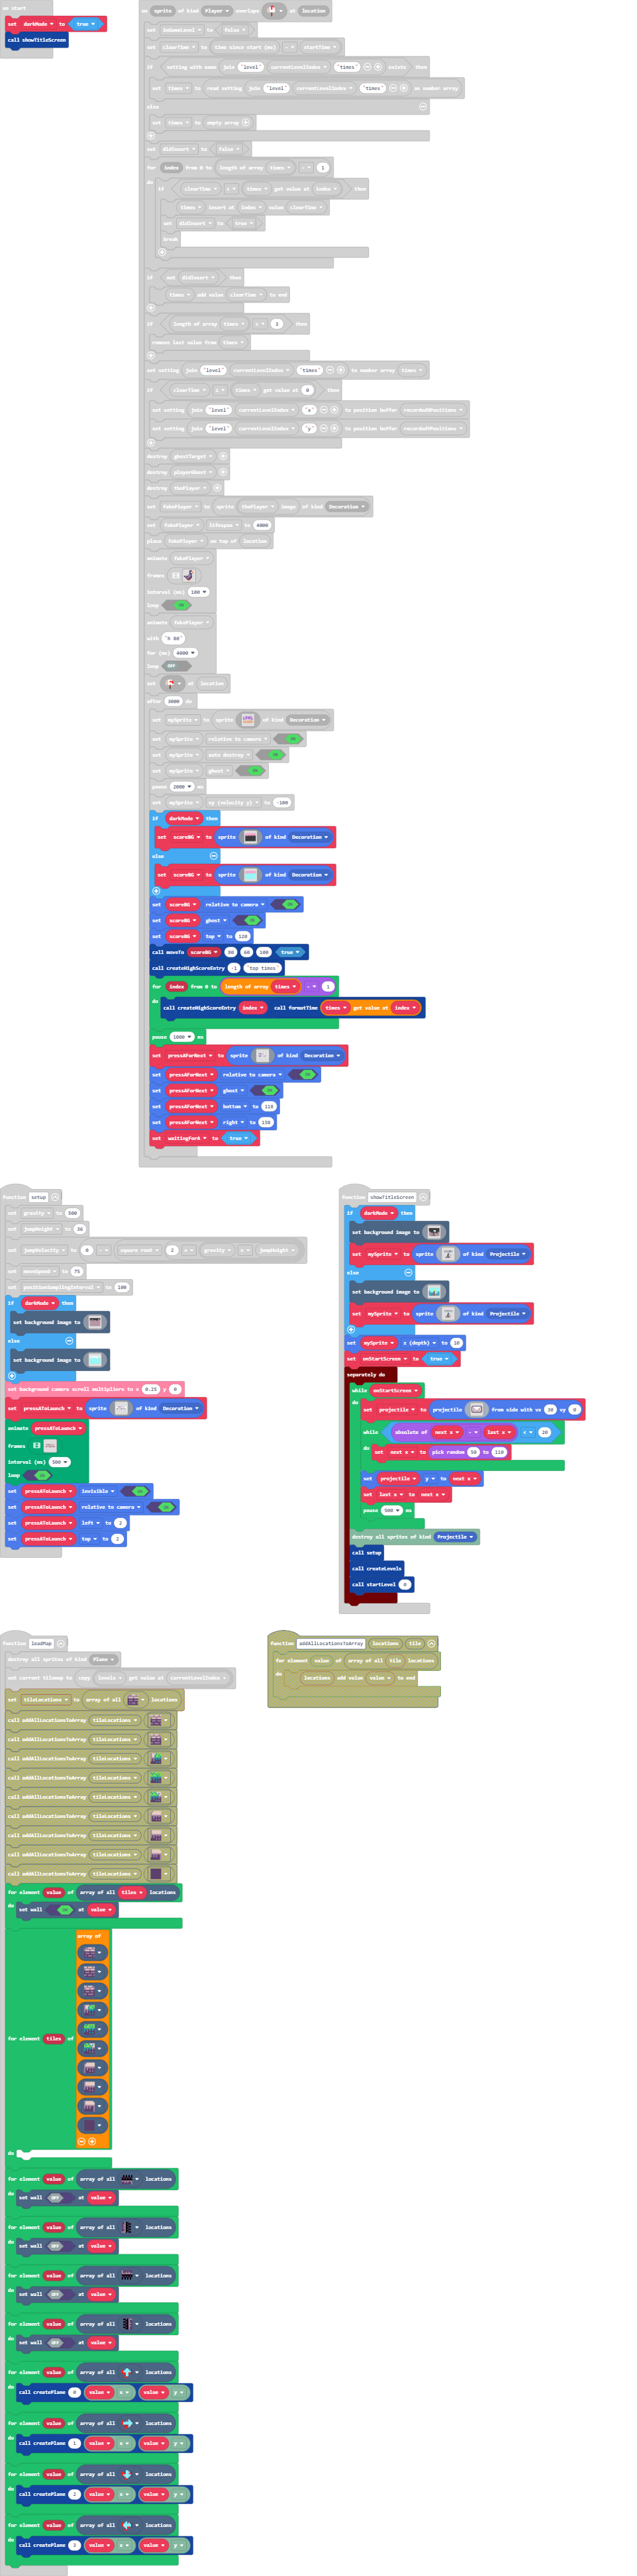 on start
set darkMode to true
call showTitleScreen
on sprite of kind Player overlaps at location
set inGameLevel to false
set clearTime to time since start (ms) - startTime
if setting with name join "level" currentLevelIndex "times" exists then
set times to read setting join "level" currentLevelIndex "times" as number array
else
set times to empty array
set didInsert to false
for index from 0 to length of array times - 1
do
if clearTime < times get value at index then
times insert at index value clearTime
set didInsert to true
break
if not didInsert then
times add value clearTime to end
if length of array times > 3 then
remove last value from times
set setting join "level" currentLevelIndex "times" to number array times
if clearTime ≤ times get value at 0 then
set setting join "level" currentLevelIndex "x" to position buffer recordedXPositions
set setting join "level" currentLevelIndex "y" to position buffer recordedYPositions
destroy ghostTarget
destroy playerGhost
destroy thePlayer
set fakePlayer to sprite thePlayer image of kind Decoration
set fakePlayer lifespan to 4000
place fakePlayer on top of location
animate fakePlayer
frames
interval (ms) 100
loop ON
animate fakePlayer
with "h 80"
for (ms) 4000
loop OFF
set at location
after 3000 do
set mySprite to sprite of kind Decoration
set mySprite relative to camera ON
set mySprite auto destroy ON
set mySprite ghost ON
pause 2000 ms
set mySprite vy (velocity y) to -100
if darkMode then
set scoreBG to sprite of kind Decoration
else
set scoreBG to sprite of kind Decoration
set scoreBG relative to camera ON
set scoreBG ghost ON
set scoreBG top to 120
call moveTo scoreBG 80 60 100 true
call createHighScoreEntry -1 "top times"
for index from 0 to length of array times - 1
do call createHighScoreEntry index call formatTime times get value at index
pause 1000 ms
set pressAForNext to sprite of kind Decoration
set pressAForNext relative to camera ON
set pressAForNext ghost ON
set pressAForNext bottom to 118
set pressAForNext right to 158
set waitingForA to true
function setup
set gravity to 500
set jumpHeight to 36
set jumpVelocity to 0 - square root 2 × gravity × jumpHeight
set moveSpeed to 75
set positionSamplingInterval to 100
if darkMode then
set background image to
else
set background image to
set background camera scroll multipliers to x 0.25 y 0
set pressAToLaunch to sprite of kind Decoration
animate pressAToLaunch
frames
interval (ms) 500
loop ON
set pressAToLaunch invisible ON
set pressAToLaunch relative to camera ON
set pressAToLaunch left to 2
set pressAToLaunch top to 2
function showTitleScreen
if darkMode then
set background image to
set mySprite to sprite of kind Projectile
else
set background image to
set mySprite to sprite of kind Projectile
set mySprite z (depth) to 10
set onStartScreen to true
separately do
while onStartScreen
do set projectile to projectile from side with vx 30 vy 0
while absolute of next x - last x < 20
do set next x to pick random 50 to 110
set projectile y to next x
set last x to next x
pause 500 ms
destroy all sprites of kind Projectile
call setup
call createLevels
call startLevel 0
function loadMap
destroy all sprites of kind Plane
set current tilemap to copy levels get value at currentLevelIndex
set tileLocations to array of all locations
call addAllLocationsToArray tileLocations
call addAllLocationsToArray tileLocations
call addAllLocationsToArray tileLocations
call addAllLocationsToArray tileLocations
call addAllLocationsToArray tileLocations
call addAllLocationsToArray tileLocations
call addAllLocationsToArray tileLocations
call addAllLocationsToArray tileLocations
call addAllLocationsToArray tileLocations
for element value of array of all tiles locations
do set wall ON at value
array of
for element tiles of
do
for element value of array of all locations
do set wall OFF at value
for element value of array of all locations
do set wall OFF at value
for element value of array of all locations
do set wall OFF at value
for element value of array of all locations
do set wall OFF at value
for element value of array of all locations
do call createPlane 0 value x value y
for element value of array of all locations
do call createPlane 1 value x value y
for element value of array of all locations
do call createPlane 2 value x value y
for element value of array of all locations
do call createPlane 3 value x value y
function addAllLocationsToArray locations tile
for element value of array of all tile locations
do locations add value value to end